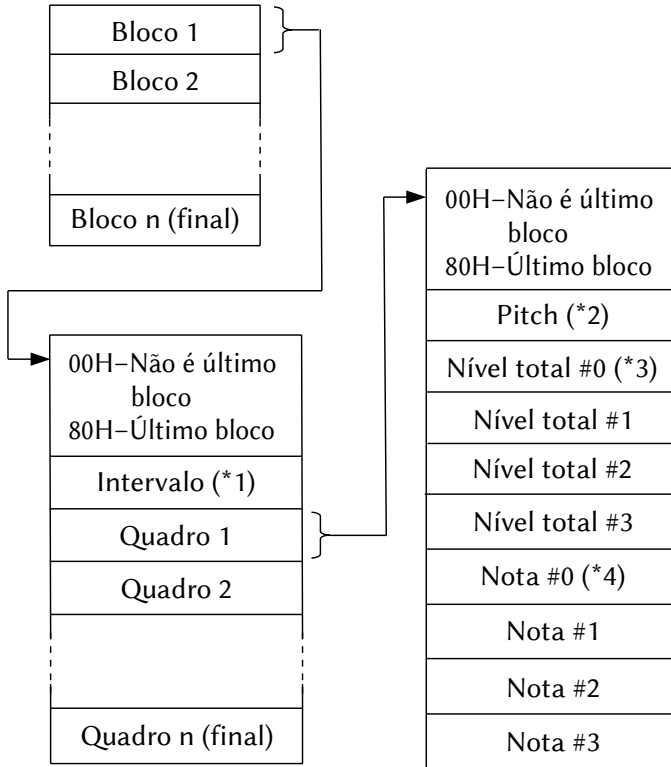 Bloco 1
Bloco 2
Bloco n (final)
00H–Não é último
bloco
80H–Último bloco
Intervalo (*1)
Quadro 1
Quadro 2
Quadro n (final)
00H–Não é último
bloco
80H–Último bloco
Pitch (*2)
Nível total #0 (*3)
Nível total #1
Nível total #2
Nível total #3
Nota #0 (*4)
Nota #1
Nota #2
Nota #3